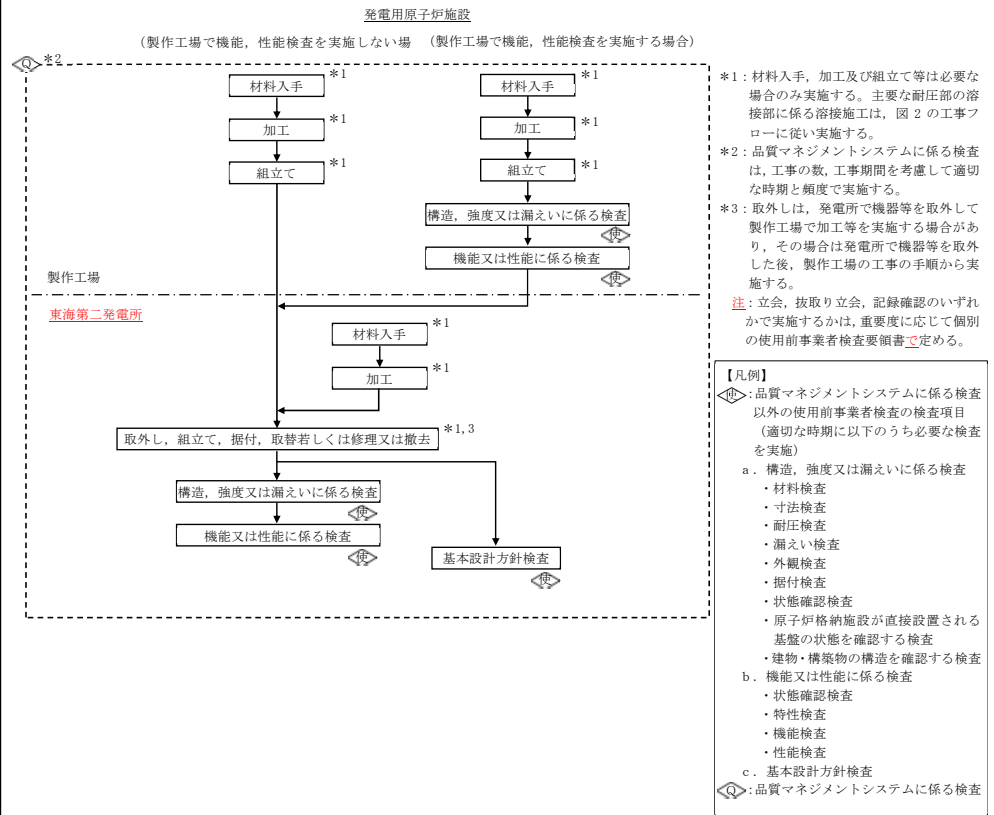 発電用原子炉施設
(製作工場で機能，性能検査を実施しない場
(製作工場で機能，性能検査を実施する場合)
Q *2
材料入手 *1
加工 *1
組立て *1
材料入手 *1
加工 *1
組立て *1
構造，強度又は漏えいに係る検査
使
機能又は性能に係る検査
使
製作工場
東海第二発電所
材料入手 *1
加工 *1
取外し，組立て，据付，取替若しくは修理又は撤去 *1,3
構造，強度又は漏えいに係る検査
使
機能又は性能に係る検査
使
基本設計方針検査
使
*1：材料入手，加工及び組立て等は必要な
場合のみ実施する。主要な耐圧部の溶
接部に係る溶接施工は，図 2 の工事フ
ローに従い実施する。
*2：品質マネジメントシステムに係る検査
は，工事の数，工事期間を考慮して適切
な時期と頻度で実施する。
*3：取外しは，発電所で機器等を取外して
製作工場で加工等を実施する場合があ
り，その場合は発電所で機器等を取外
した後，製作工場の工事の手順から実
施する。
注：立会，抜取り立会，記録確認のいずれ
かで実施するかは，重要度に応じて個別
の使用前事業者検査要領書で定める。
【凡例】
使：品質マネジメントシステムに係る検査
以外の使用前事業者検査の検査項目
（適切な時期に以下のうち必要な検査
を実施）
a．構造，強度又は漏えいに係る検査
・材料検査
・寸法検査
・耐圧検査
・漏えい検査
・外観検査
・据付検査
・状態確認検査
・原子炉格納施設が直接設置される
基盤の状態を確認する検査
・建物・構築物の構造を確認する検査
b．機能又は性能に係る検査
・状態確認検査
・特性検査
・機能検査
・性能検査
c．基本設計方針検査
Q：品質マネジメントシステムに係る検査